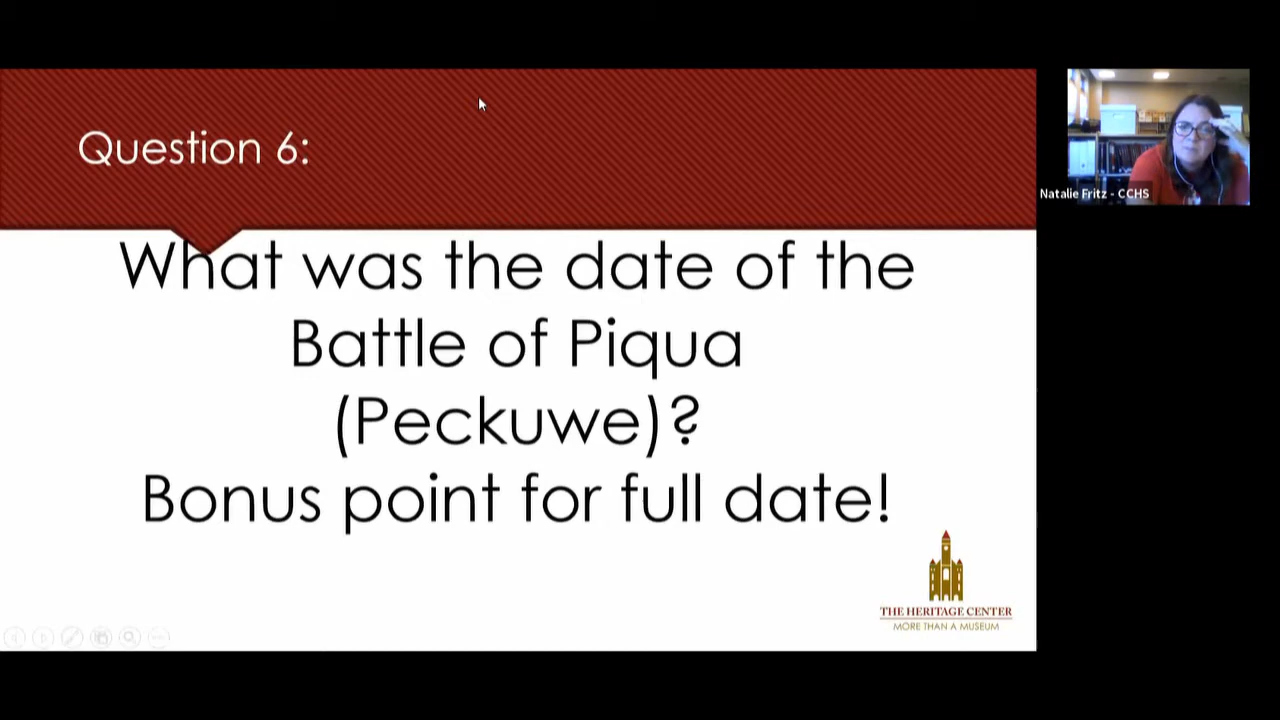 Question 6:
What was the date of the
Battle of Piqua
(Peckuwe)?
Bonus point for full date!
THE HERITAGE CENTER
MORE THAN A MUSEUM
Natalie Fritz - CCHS